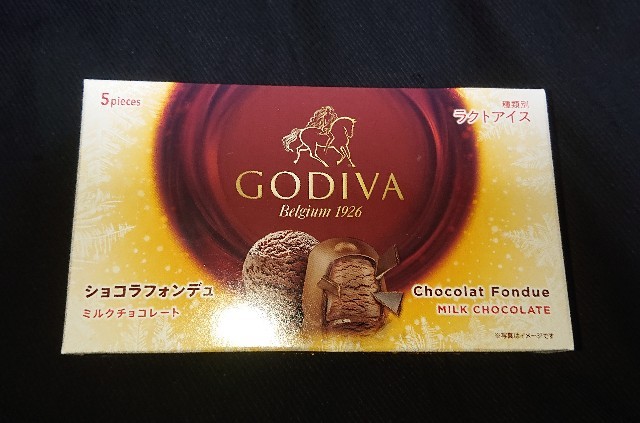 5 pieces
種類別
ラクトアイス
GODIVA
Belgium 1926
ショコラフォンデュ
ミルクチョコレート
Chocolat Fondue
MILK CHOCOLATE
※写真はイメージです